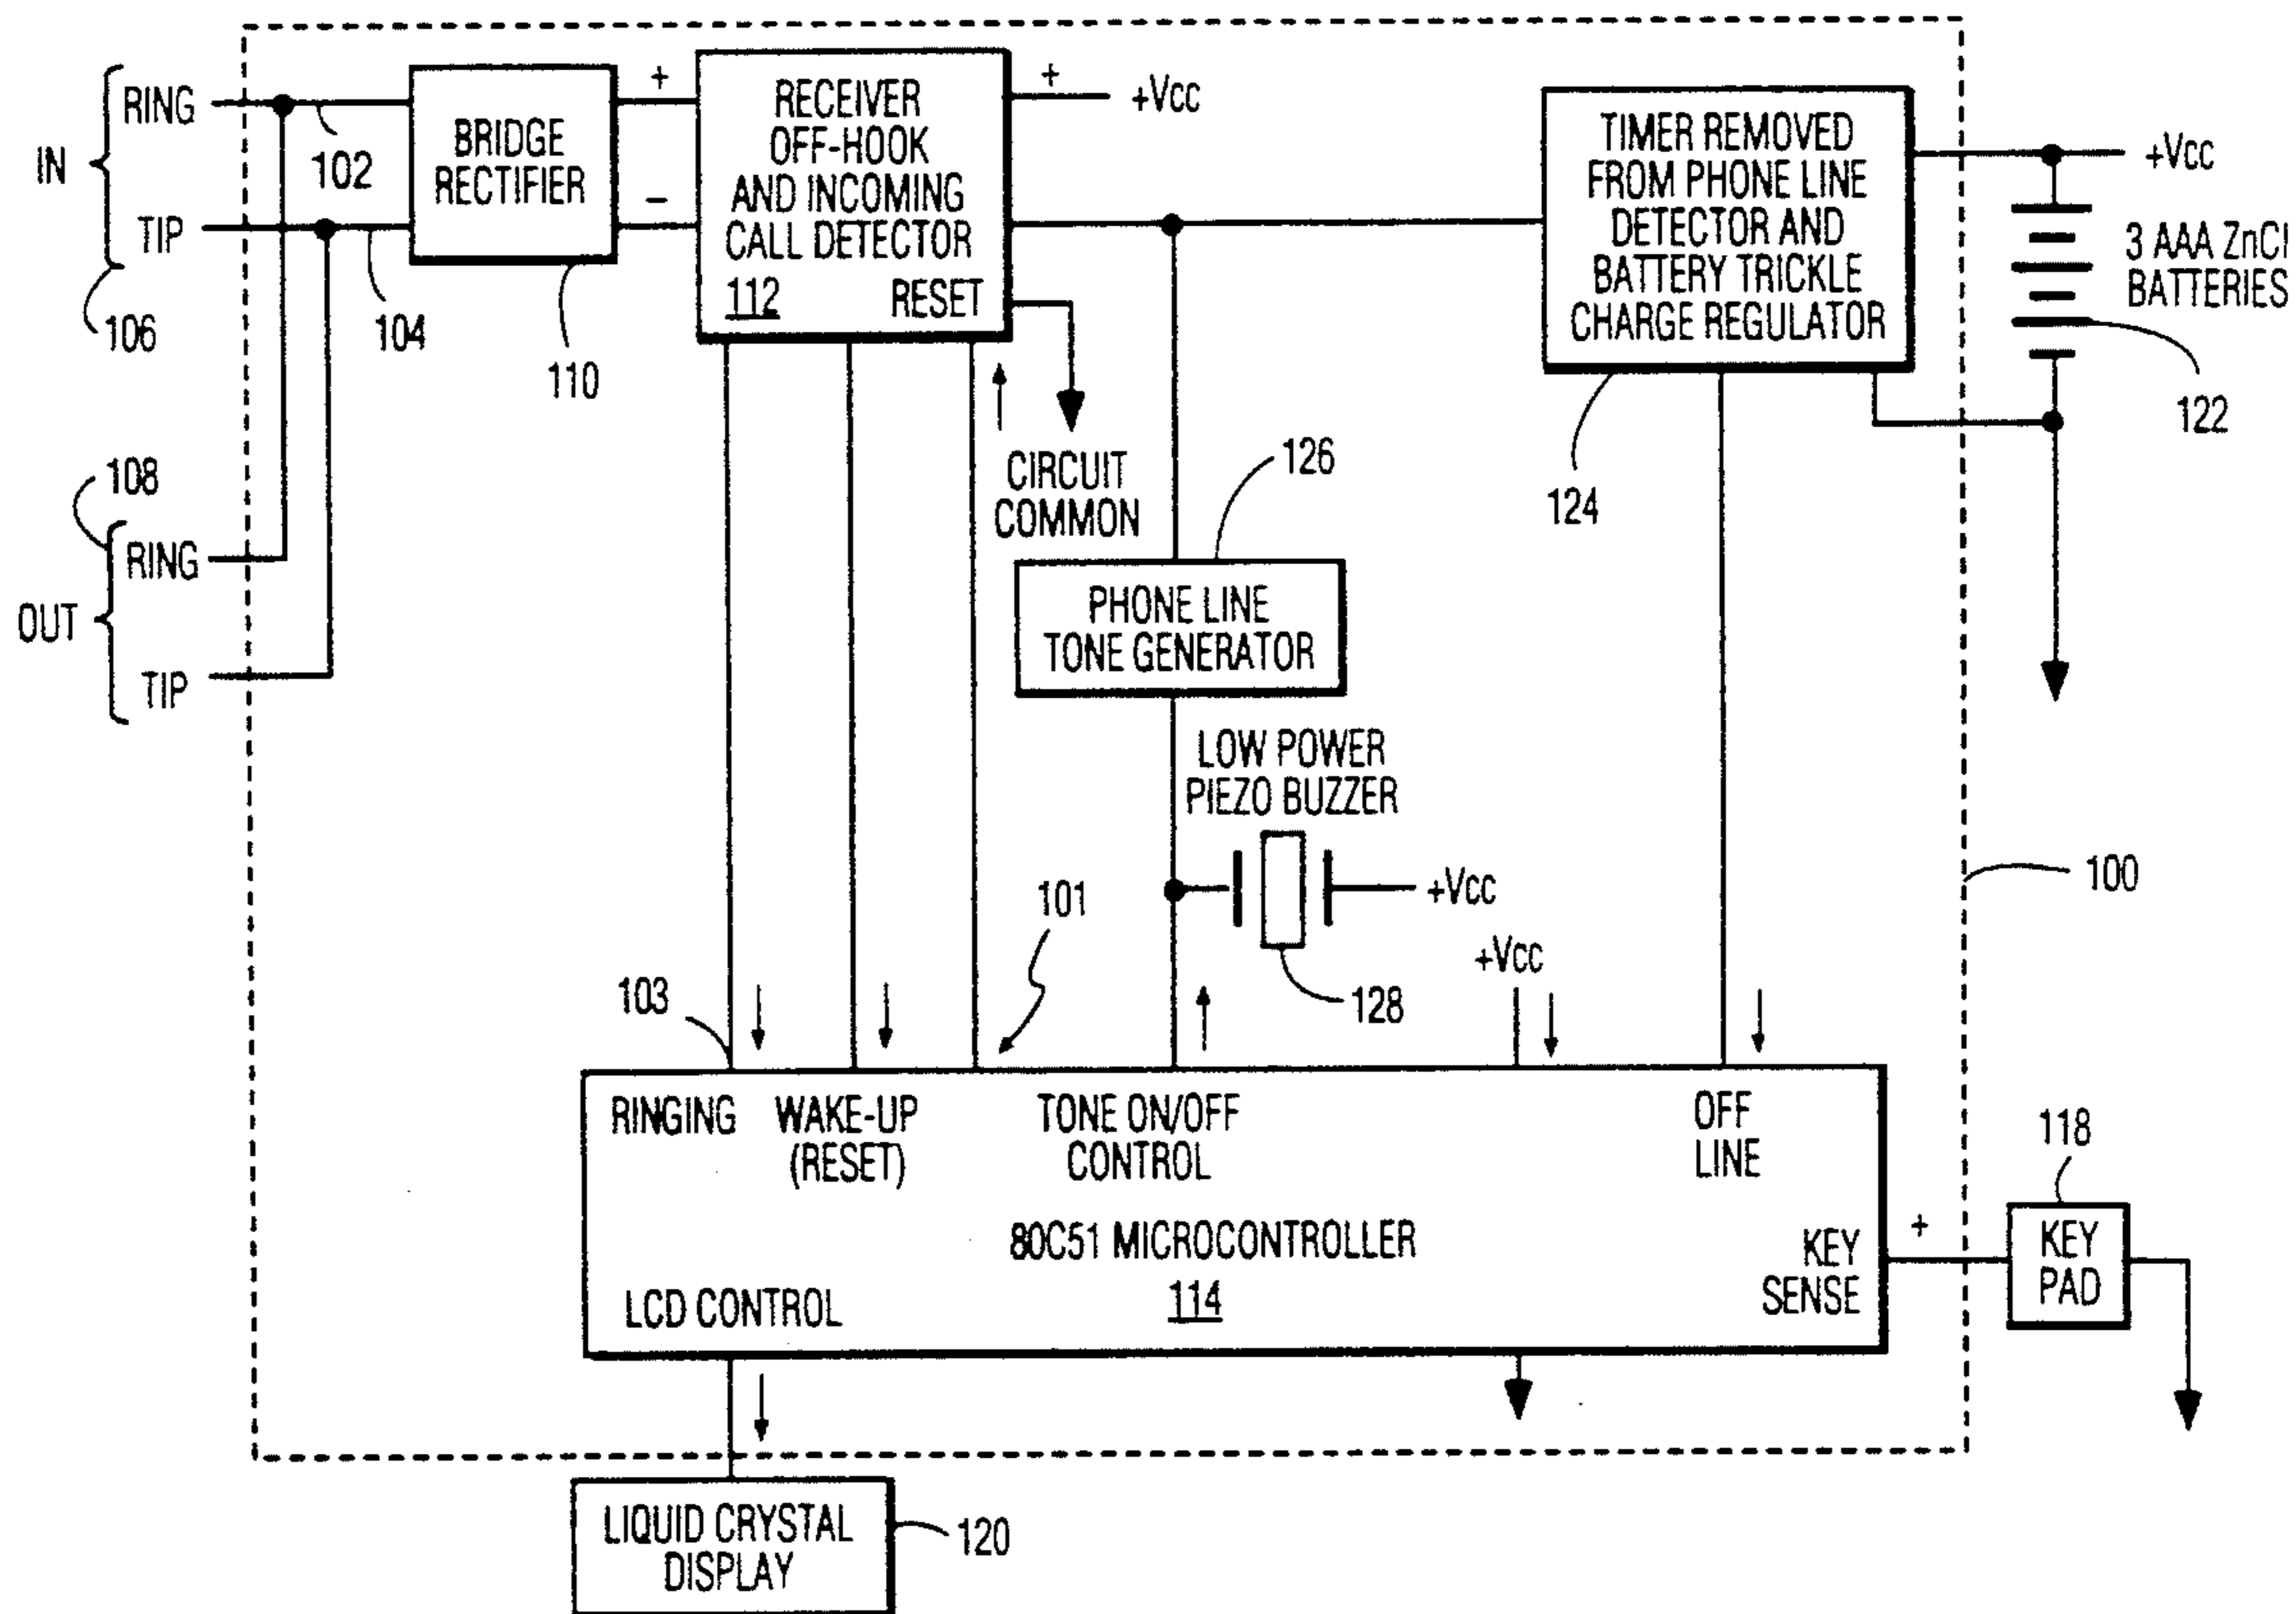 IN
RING
TIP
102
104
106
BRIDGE
RECTIFIER
110
+
-
RECEIVER
OFF-HOOK
AND INCOMING
CALL DETECTOR
112
RESET
+
+Vcc
CIRCUIT
COMMON
TIMER REMOVED
FROM PHONE LINE
DETECTOR AND
BATTERY TRICKLE
CHARGE REGULATOR
124
+Vcc
3 AAA ZnCl
BATTERIES
122
108
OUT
RING
TIP
126
PHONE LINE
TONE GENERATOR
LOW POWER
PIEZO BUZZER
+Vcc
128
+Vcc
100
101
103
RINGING
WAKE-UP
(RESET)
TONE ON/OFF
CONTROL
OFF
LINE
80C51 MICROCONTROLLER
114
LCD CONTROL
KEY
SENSE
+
118
KEY
PAD
LIQUID CRYSTAL
DISPLAY
120